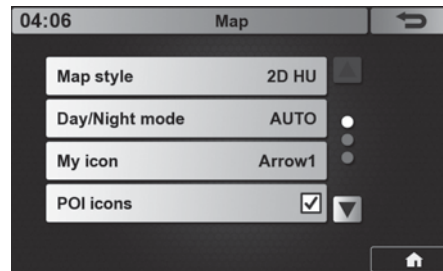 04:06 Map
Map style 2D HU
Day/Night mode AUTO
My icon Arrow1
POI icons